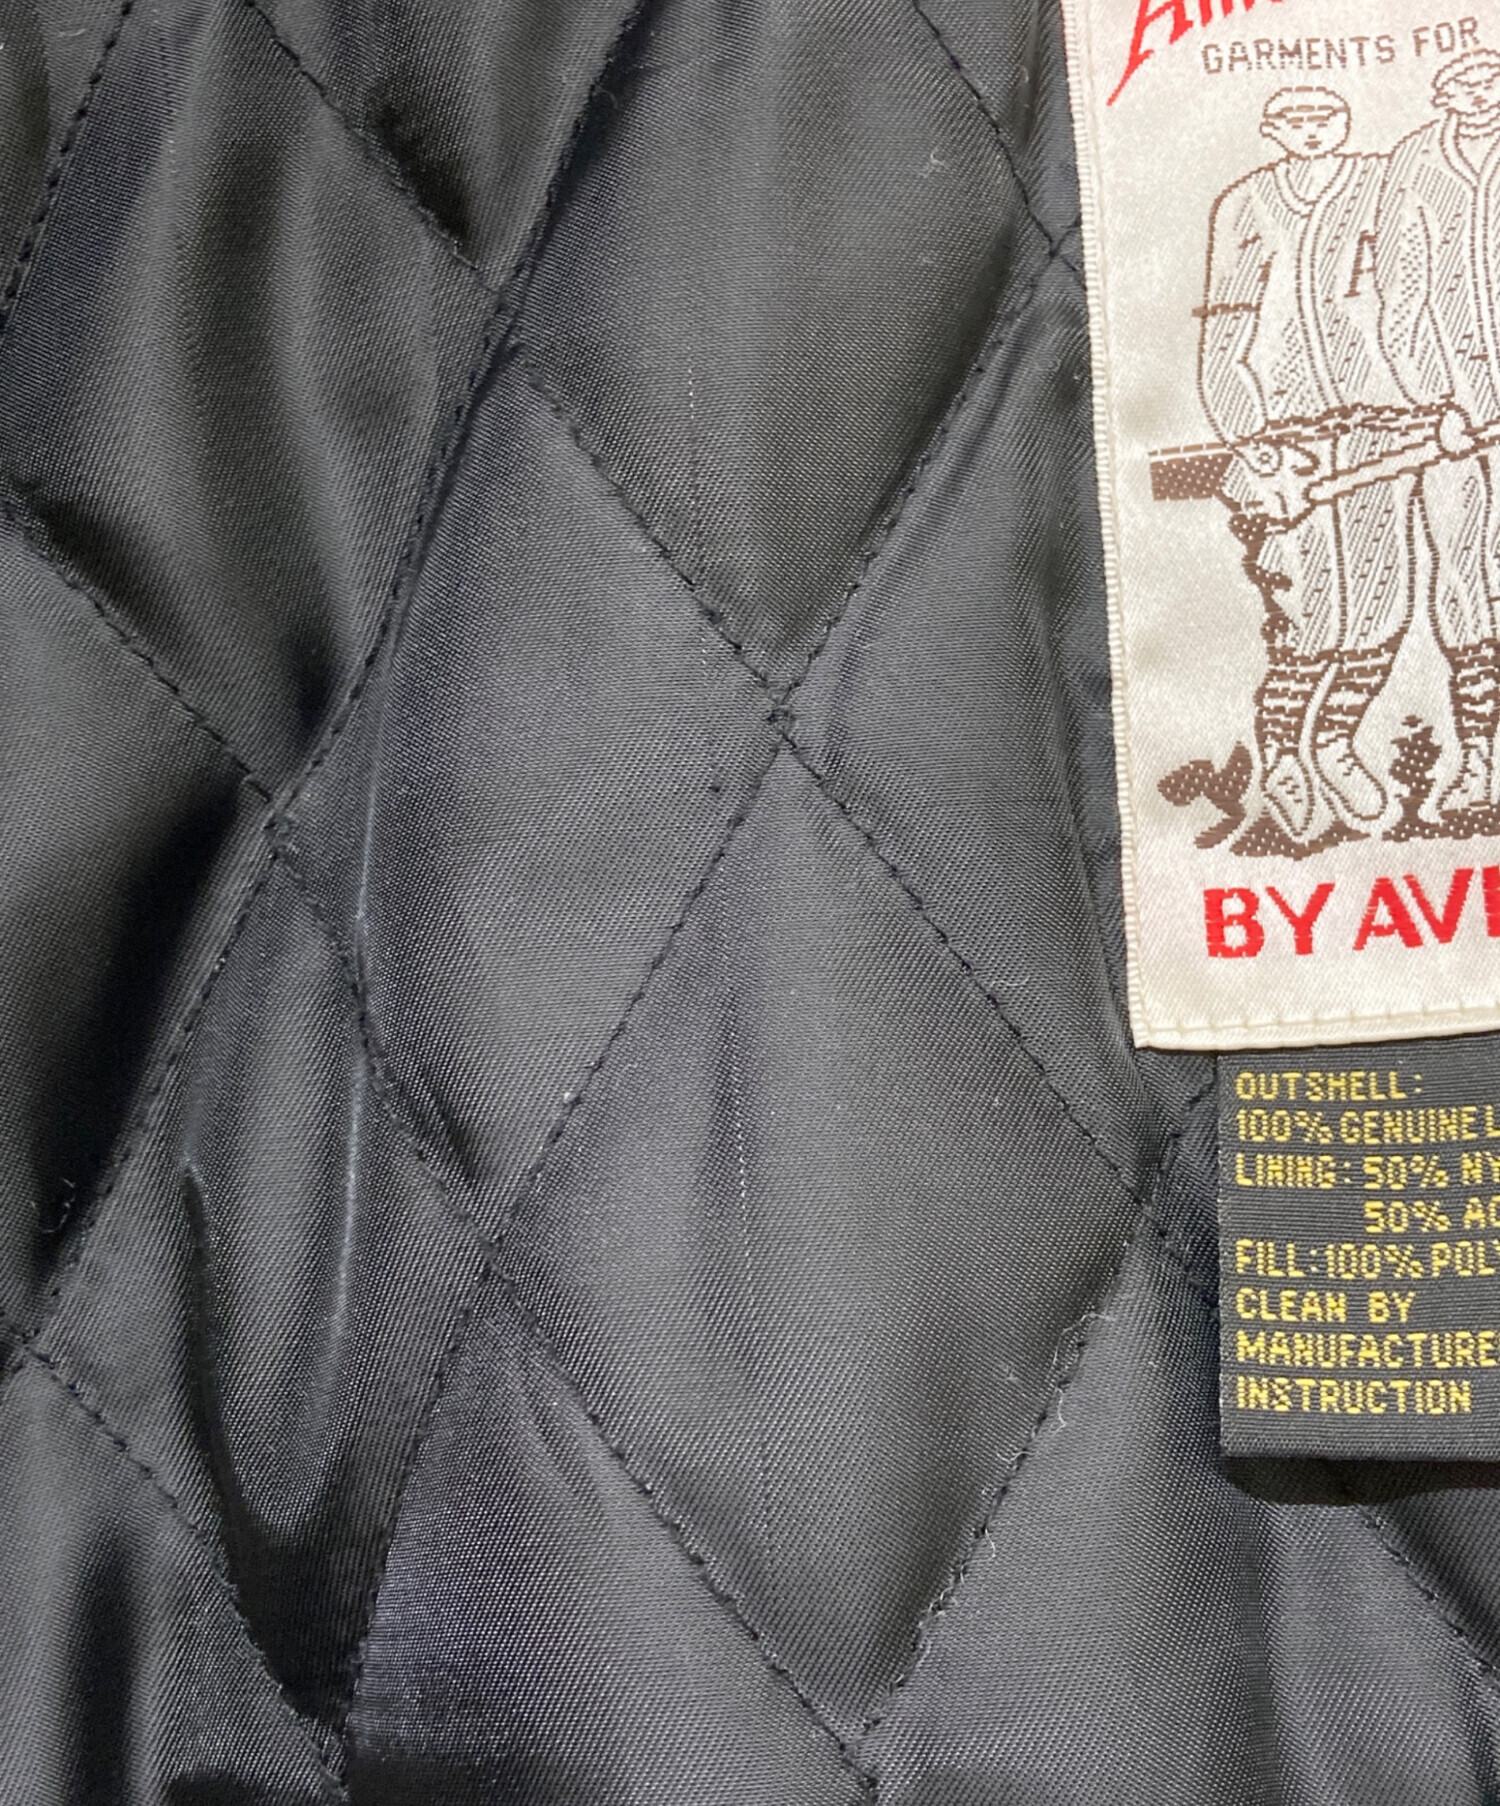 GARMENTS FOR
A
BY AV
OUTSHELL:
100% GENUINE L
LINING: 50% NY
50% AC
FILL: 100% POLY
CLEAN BY
MANUFACTURE
INSTRUCTION